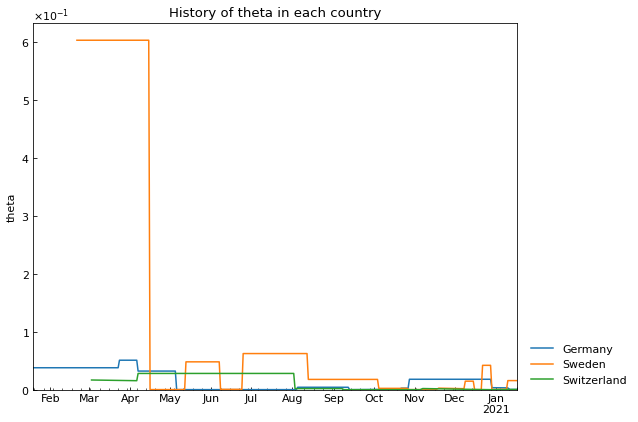 History of theta in each country
×10⁻¹
6
5
4
3
2
1
0
theta
Feb Mar Apr May Jun Jul Aug Sep Oct Nov Dec Jan
2021
Germany
Sweden
Switzerland